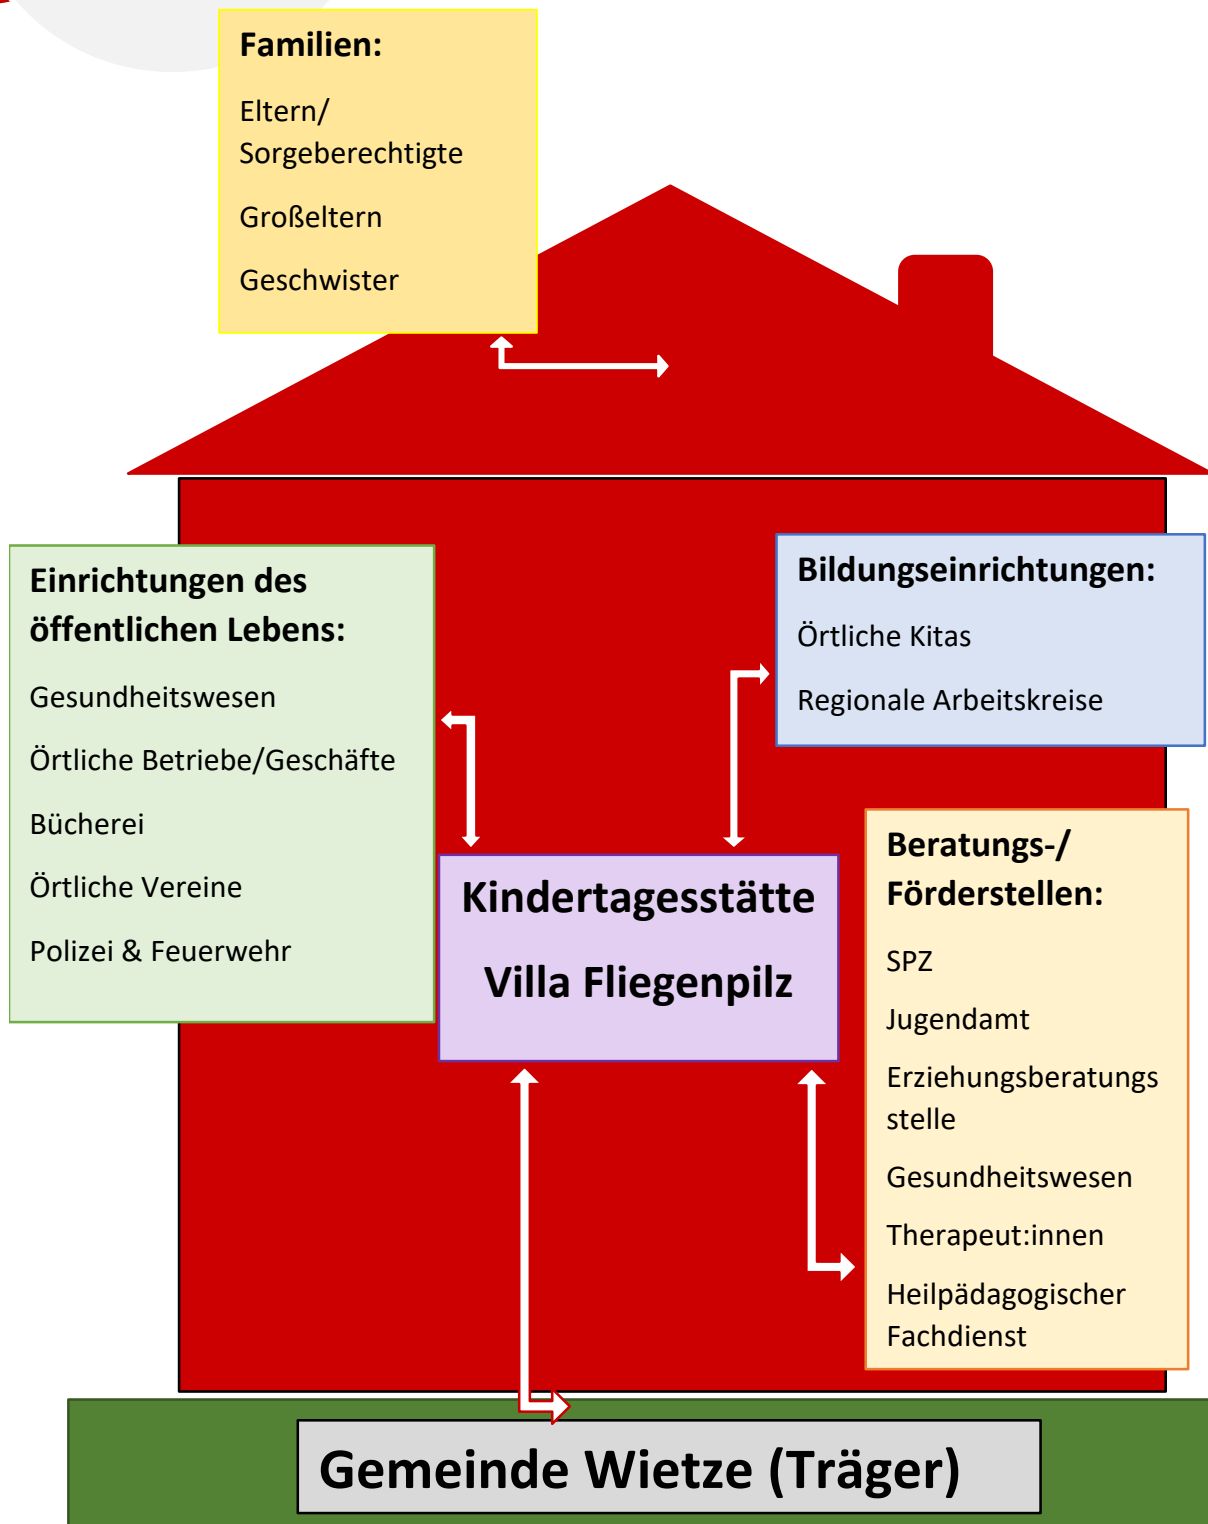 Familien:
Eltern/
Sorgeberechtigte
Großeltern
Geschwister
Einrichtungen des
öffentlichen Lebens:
Gesundheitswesen
Örtliche Betriebe/Geschäfte
Bücherei
Örtliche Vereine
Polizei & Feuerwehr
Bildungseinrichtungen:
Örtliche Kitas
Regionale Arbeitskreise
Kindertagesstätte
Villa Fliegenpilz
Beratungs-/
Förderstellen:
SPZ
Jugendamt
Erziehungsberatungs
stelle
Gesundheitswesen
Therapeut:innen
Heilpädagogischer
Fachdienst
Gemeinde Wietze (Träger)